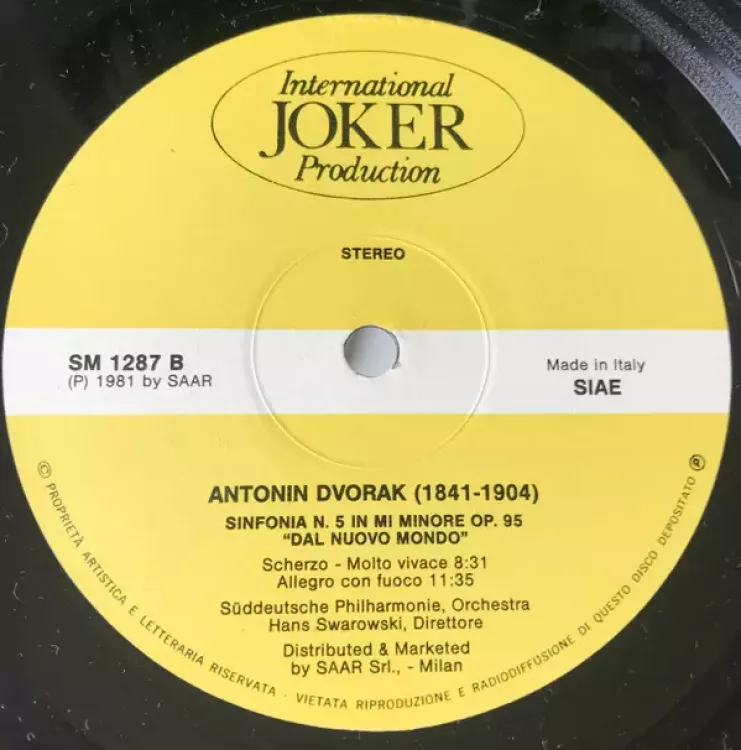 International
JOKER
Production
STEREO
SM 1287 B
(P) 1981 by SAAR
Made in Italy
SIAE
ANTONIN DVORAK (1841-1904)
SINFONIA N. 5 IN MI MINORE OP. 95
“DAL NUOVO MONDO”
Scherzo - Molto vivace 8:31
Allegro con fuoco 11:35
Süddeutsche Philharmonie, Orchestra
Hans Swarowski, Direttore
Distributed & Marketed
by SAAR Srl., - Milan
© PROPRIETÀ ARTISTICA E LETTERARIA RISERVATA · VIETATA RIPRODUZIONE E RADIODIFFUSIONE DI QUESTO DISCO DEPOSITATO ℗